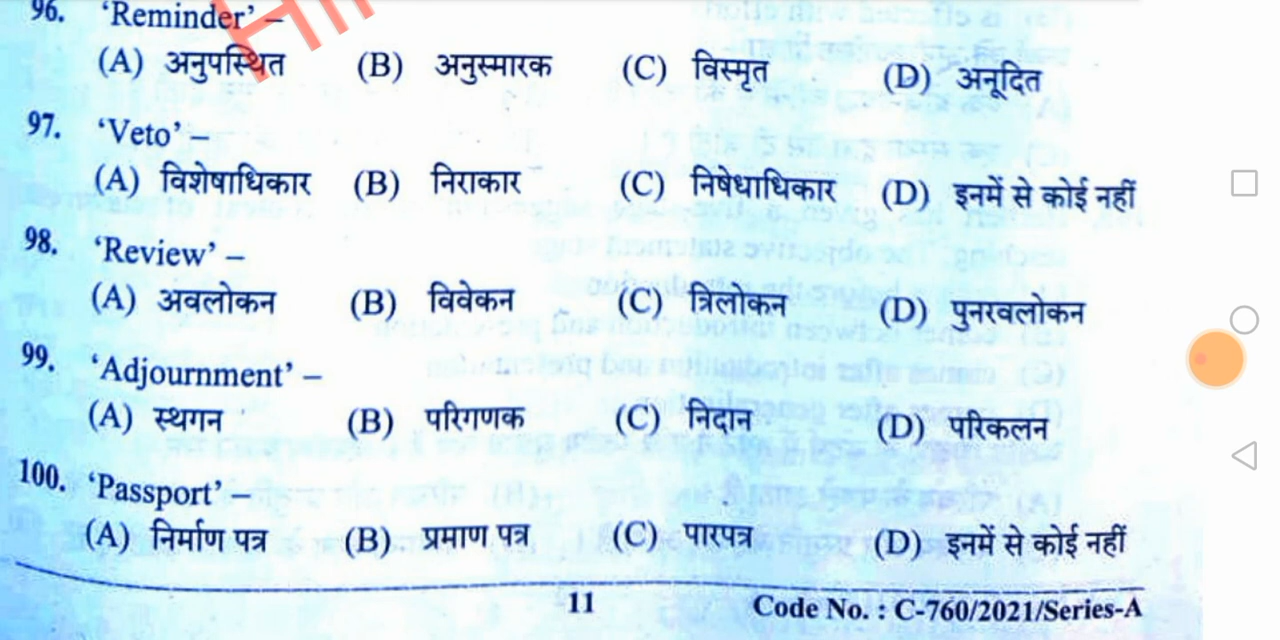 96. ‘Reminder’ –
(A) अनुपस्थित (B) अनुस्मारक (C) विस्मृत (D) अनूदित
97. ‘Veto’ –
(A) विशेषाधिकार (B) निराकार (C) निषेधाधिकार (D) इनमें से कोई नहीं
98. ‘Review’ –
(A) अवलोकन (B) विवेकन (C) त्रिलोकन (D) पुनरवलोकन
99. ‘Adjournment’ –
(A) स्थगन (B) परिगणक (C) निदान (D) परिकलन
100. ‘Passport’ –
(A) निर्माण पत्र (B) प्रमाण पत्र (C) पारपत्र (D) इनमें से कोई नहीं
11 Code No. : C-760/2021/Series-A